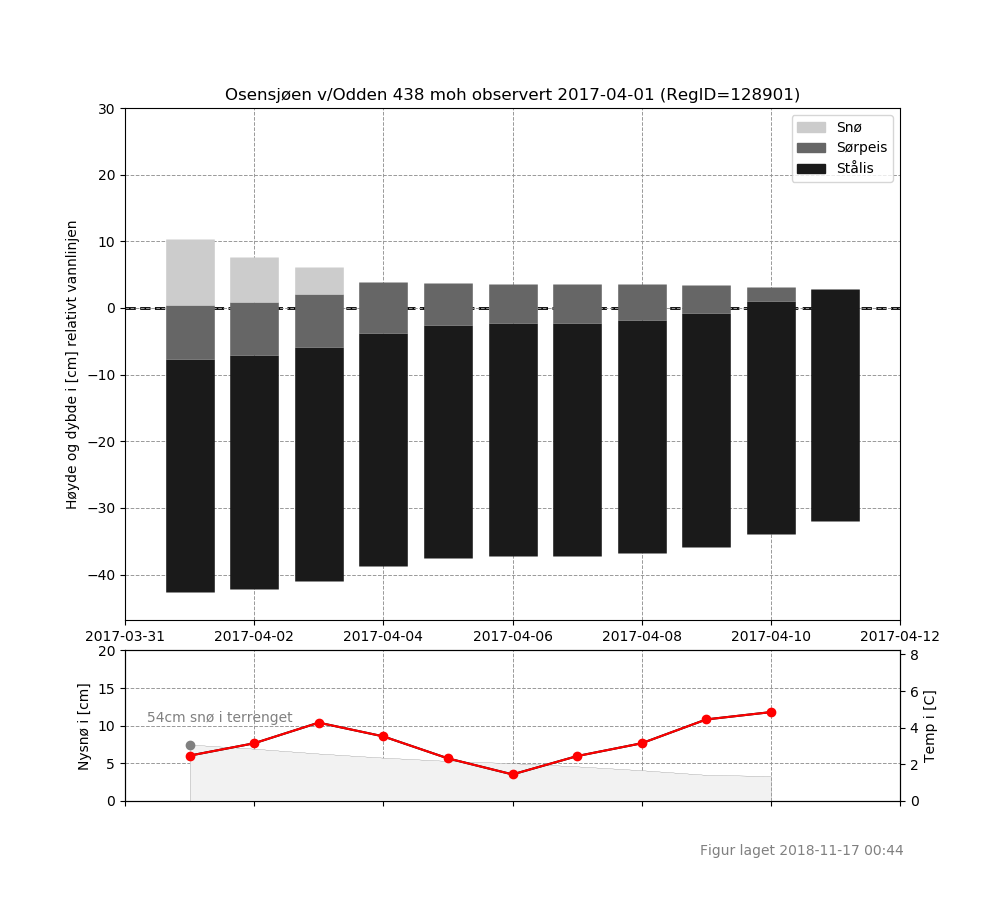 Osensjøen v/Odden 438 moh observert 2017-04-01 (RegID=128901)
Høyde og dybde i [cm] relativt vannlinjen
30
20
10
0
−10
−20
−30
−40
Snø
Sørpeis
Stålis
2017-03-31 2017-04-02 2017-04-04 2017-04-06 2017-04-08 2017-04-10 2017-04-12
Nysnø i [cm]
20
15
10
5
0
54cm snø i terrenget
8
6
4
2
0
Temp i [C]
Figur laget 2018-11-17 00:44